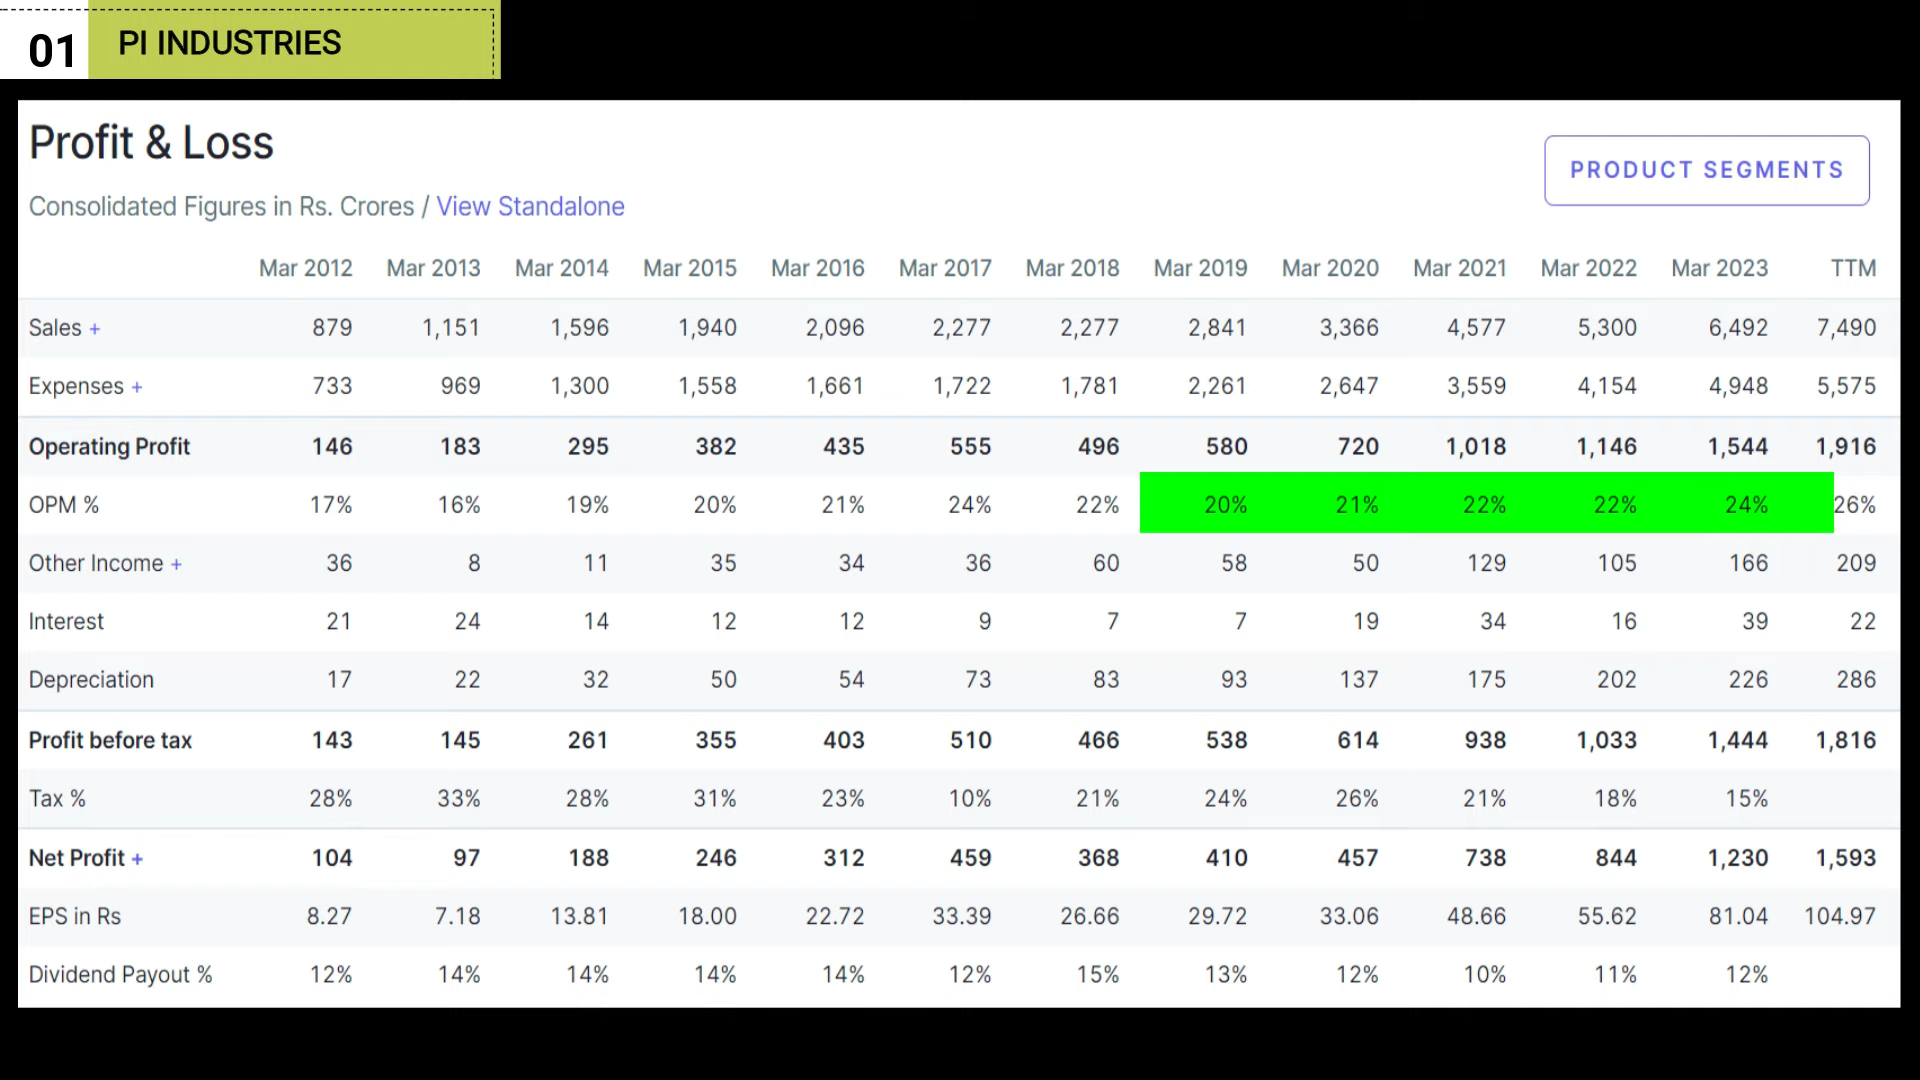 01 PI INDUSTRIES
Profit & Loss
PRODUCT SEGMENTS
Consolidated Figures in Rs. Crores / View Standalone
Mar 2012 Mar 2013 Mar 2014 Mar 2015 Mar 2016 Mar 2017 Mar 2018 Mar 2019 Mar 2020 Mar 2021 Mar 2022 Mar 2023 TTM
Sales + 879 1,151 1,596 1,940 2,096 2,277 2,277 2,841 3,366 4,577 5,300 6,492 7,490
Expenses + 733 969 1,300 1,558 1,661 1,722 1,781 2,261 2,647 3,559 4,154 4,948 5,575
Operating Profit 146 183 295 382 435 555 496 580 720 1,018 1,146 1,544 1,916
OPM % 17% 16% 19% 20% 21% 24% 22% 20% 21% 22% 22% 24% 26%
Other Income + 36 8 11 35 34 36 60 58 50 129 105 166 209
Interest 21 24 14 12 12 9 7 7 19 34 16 39 22
Depreciation 17 22 32 50 54 73 83 93 137 175 202 226 286
Profit before tax 143 145 261 355 403 510 466 538 614 938 1,033 1,444 1,816
Tax % 28% 33% 28% 31% 23% 10% 21% 24% 26% 21% 18% 15%
Net Profit + 104 97 188 246 312 459 368 410 457 738 844 1,230 1,593
EPS in Rs 8.27 7.18 13.81 18.00 22.72 33.39 26.66 29.72 33.06 48.66 55.62 81.04 104.97
Dividend Payout % 12% 14% 14% 14% 14% 12% 15% 13% 12% 10% 11% 12%